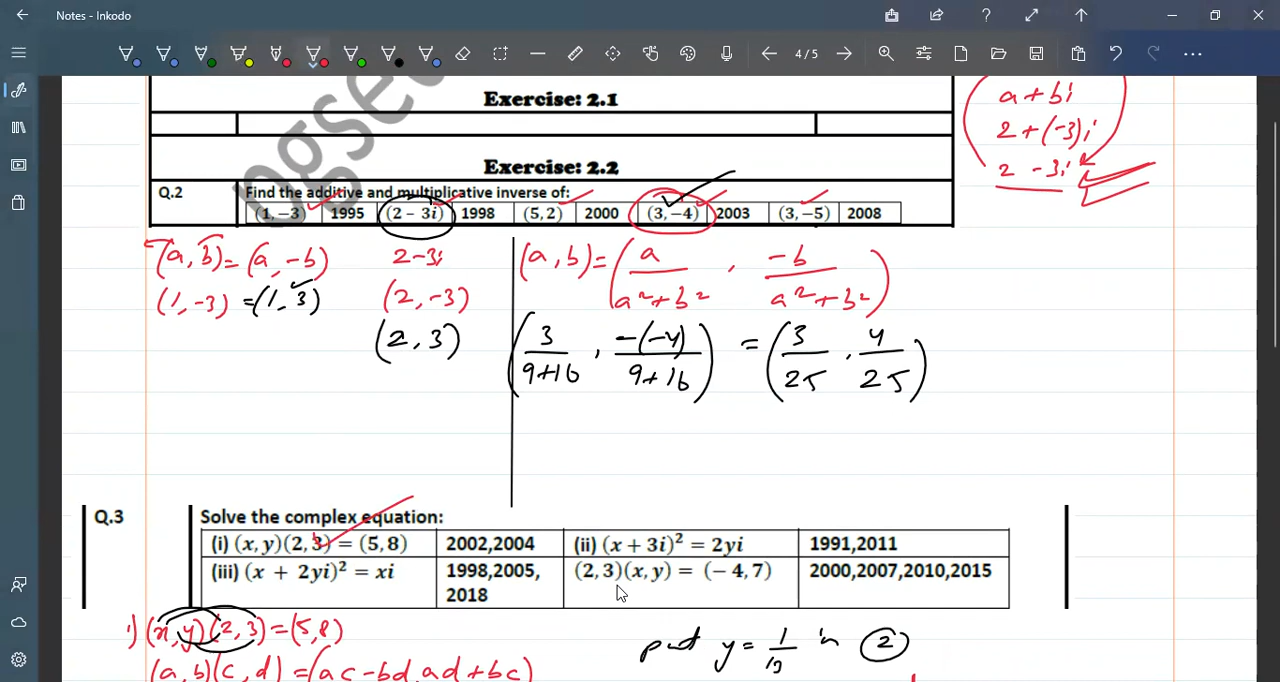 Notes - Inkodo
4/5
ngsec
Exercise: 2.1
Exercise: 2.2
Q.2 Find the additive and multiplicative inverse of:
(1, −3) 1995 (2 − 3i) 1998 (5, 2) 2000 (3, −4) 2003 (3, −5) 2008
a + bi
2 + (-3)i
2 - 3i
(a, b) = (a, -b)
(1, -3) = (1, 3)
2-3i
(2, -3)
(2, 3)
(a, b) = (a/a²+b², -b/a²+b²)
(3/9+16, -(-4)/9+16) = (3/25, 4/25)
Q.3 Solve the complex equation:
(i) (x, y)(2, 3) = (5, 8) 2002,2004 (ii) (x + 3i)² = 2yi 1991,2011
(iii) (x + 2yi)² = xi 1998,2005, 2018 (2, 3)(x, y) = (− 4, 7) 2000,2007,2010,2015
i) (x, y)(2, 3) = (5, 8)
(a, b)(c, d) = (ac-bd, ad+bc)
put y = 1/13 in (2)